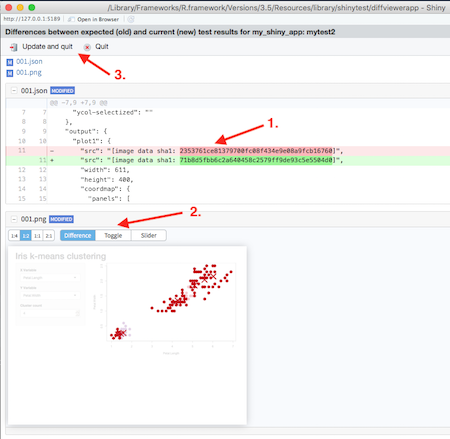 /Library/Frameworks/R.framework/Versions/3.5/Resources/library/shinytest/diffviewerapp - Shiny
http://127.0.0.1:5189 Open in Browser
Differences between expected (old) and current (new) test results for my_shiny_app: mytest2
Update and quit Quit
3.
M 001.json
M 001.png
001.json MODIFIED
@@ -7,9 +7,9 @@
7 7 "ycol-selectized": ""
8 8 },
9 9 "output": {
1.
10 10 "plot1": {
11 - "src": "[image data sha1: 2353761ce81379700fc08f434e9e08a9fcb16760]",
11 + "src": "[image data sha1: 71b8d5fbb6c2a640458c2579ff9de93c5e5504d0]",
12 12 "width": 611,
13 13 "height": 400,
14 14 "coordmap": {
15 15 "panels": [
2.
001.png MODIFIED
1:4 1:2 1:1 2:1 Difference Toggle Slider
Iris k-means clustering